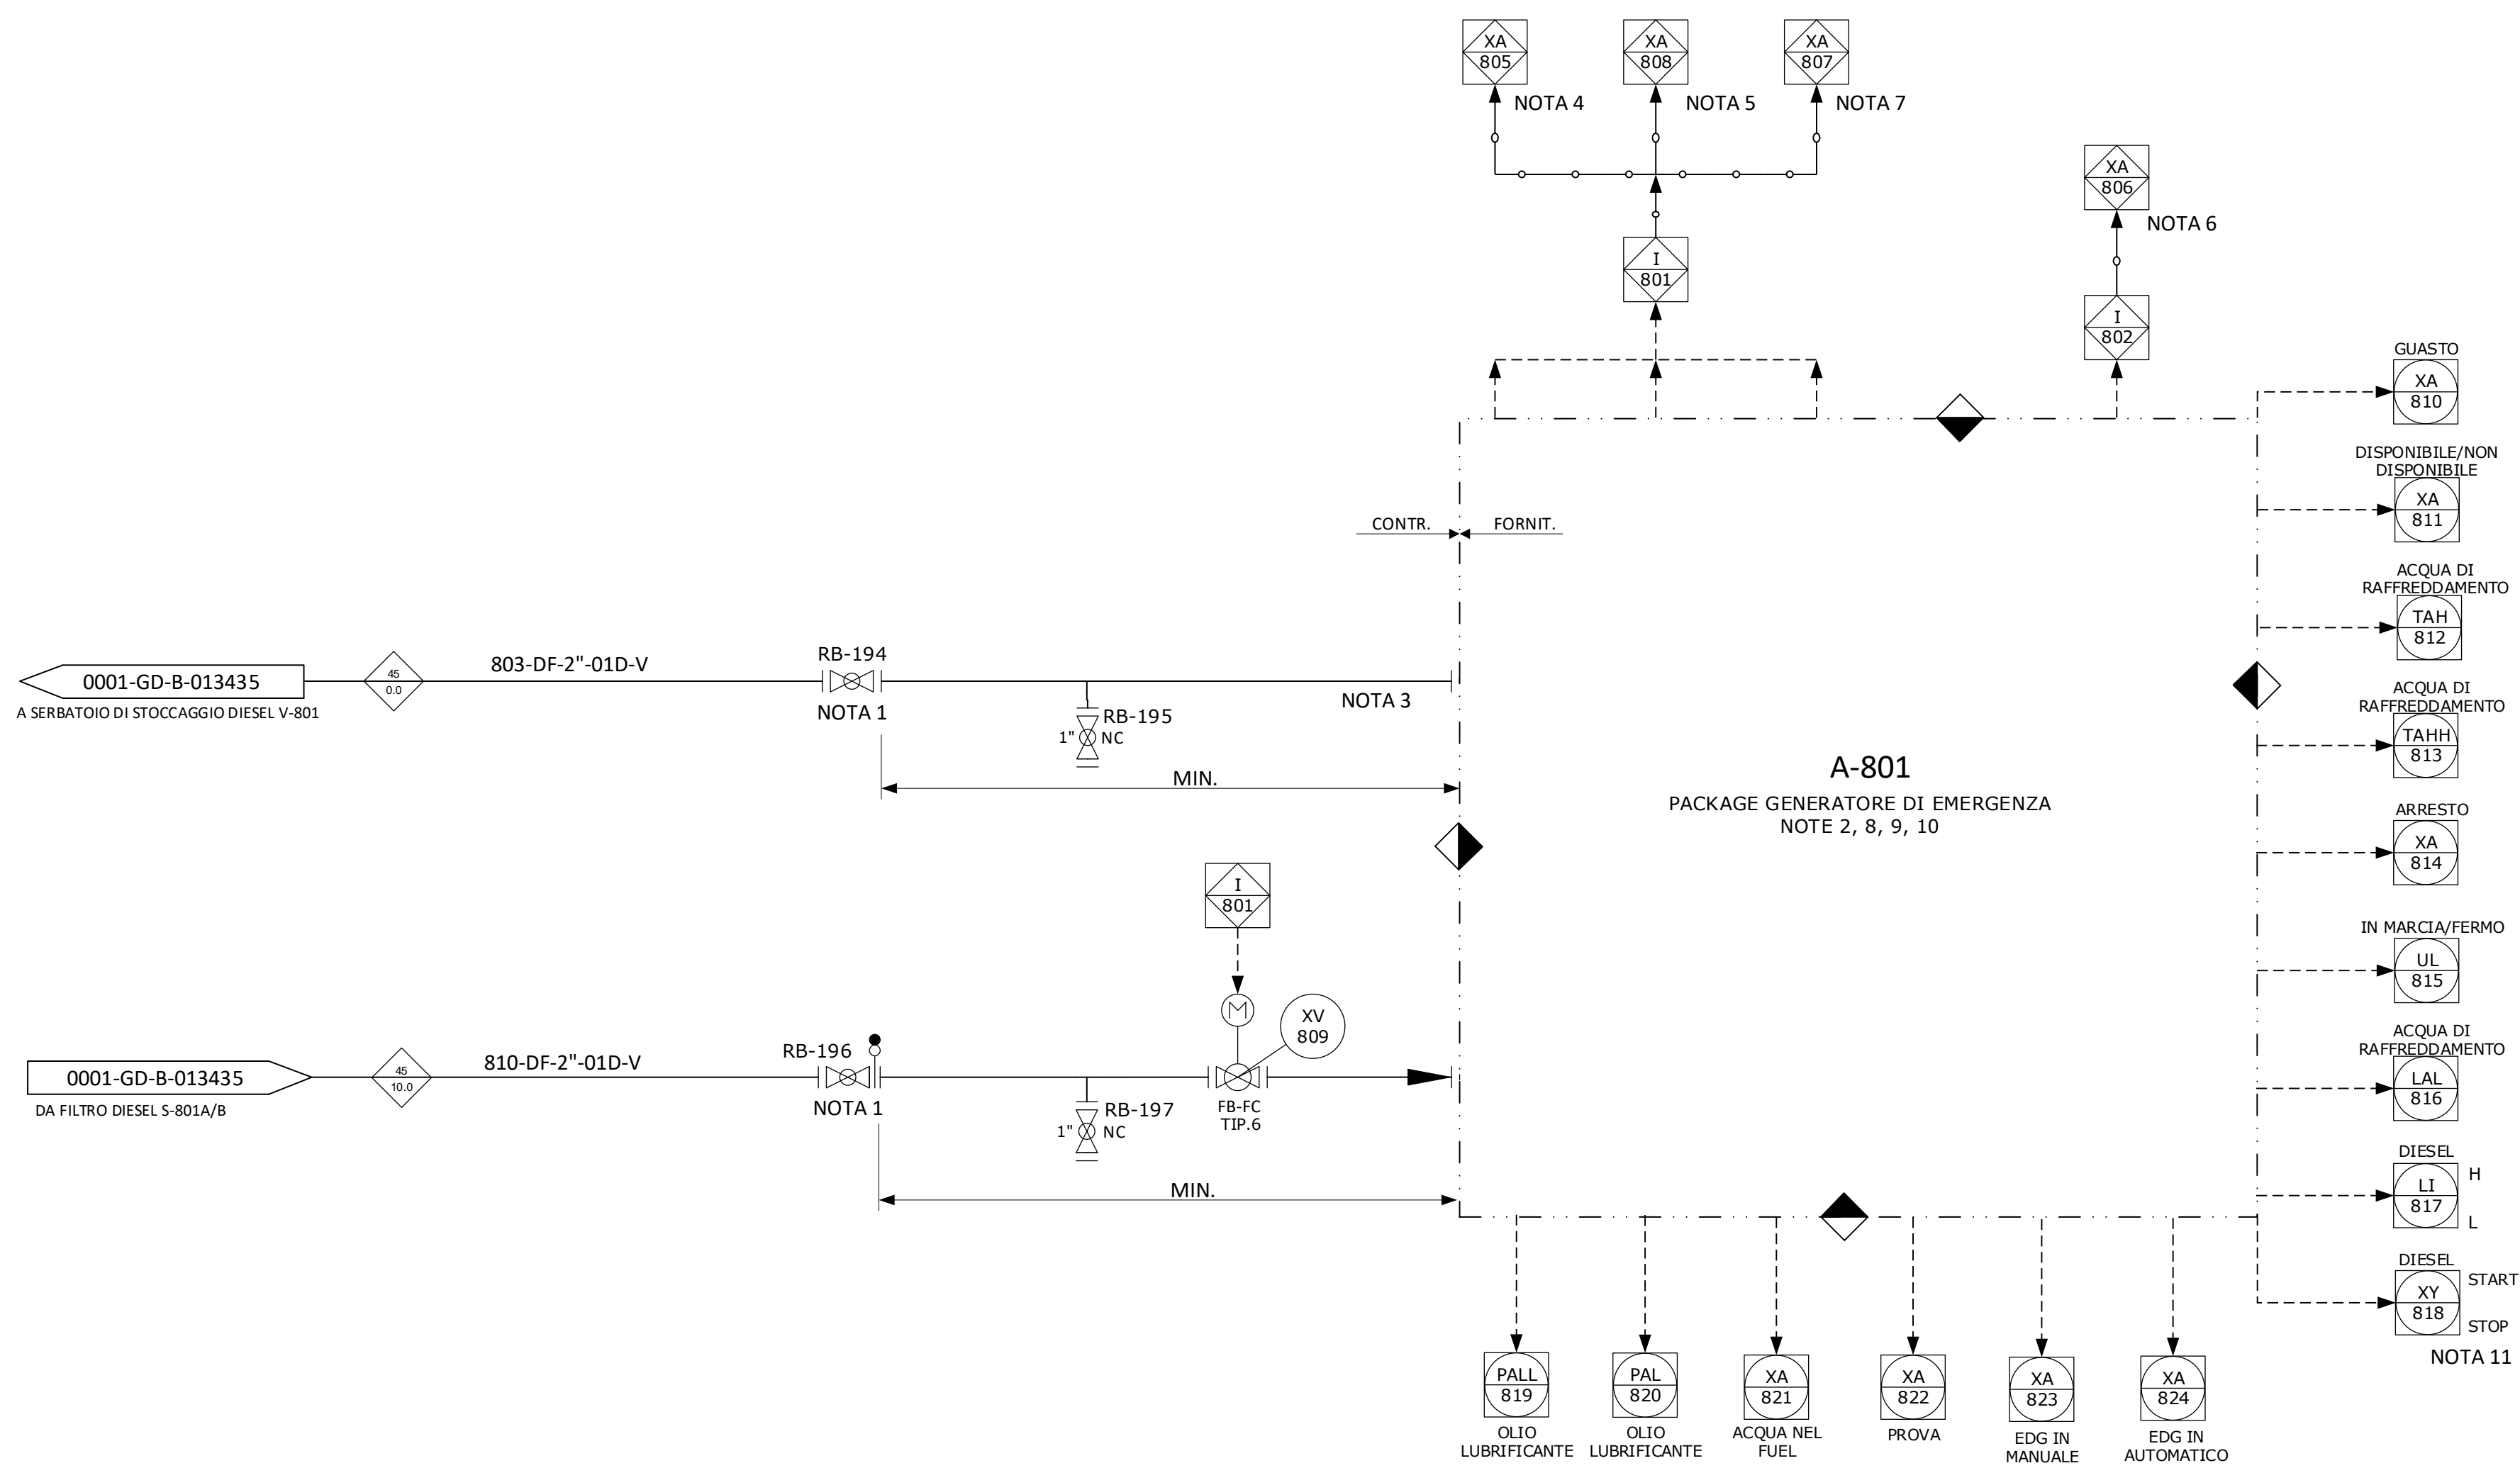 XA
805
NOTA 4
XA
808
NOTA 5
XA
807
NOTA 7
XA
806
NOTA 6
I
801
I
802
GUASTO
XA
810
DISPONIBILE/NON
DISPONIBILE
XA
811
CONTR.
FORNIT.
ACQUA DI
RAFFREDDAMENTO
TAH
812
0001-GD-B-013435
A SERBATOIO DI STOCCAGGIO DIESEL V-801
45
0.0
803-DF-2"-01D-V
RB-194
NOTA 1
RB-195
1"
NC
NOTA 3
MIN.
ACQUA DI
RAFFREDDAMENTO
TAHH
813
A-801
PACKAGE GENERATORE DI EMERGENZA
NOTE 2, 8, 9, 10
ARRESTO
XA
814
I
801
IN MARCIA/FERMO
UL
815
M
XV
809
0001-GD-B-013435
DA FILTRO DIESEL S-801A/B
45
10.0
810-DF-2"-01D-V
RB-196
NOTA 1
RB-197
1"
NC
FB-FC
TIP.6
MIN.
ACQUA DI
RAFFREDDAMENTO
LAL
816
DIESEL
H
LI
817
L
DIESEL
START
XY
818
STOP
NOTA 11
PALL
819
OLIO
LUBRIFICANTE
PAL
820
OLIO
LUBRIFICANTE
XA
821
ACQUA NEL
FUEL
XA
822
PROVA
XA
823
EDG IN
MANUALE
XA
824
EDG IN
AUTOMATICO